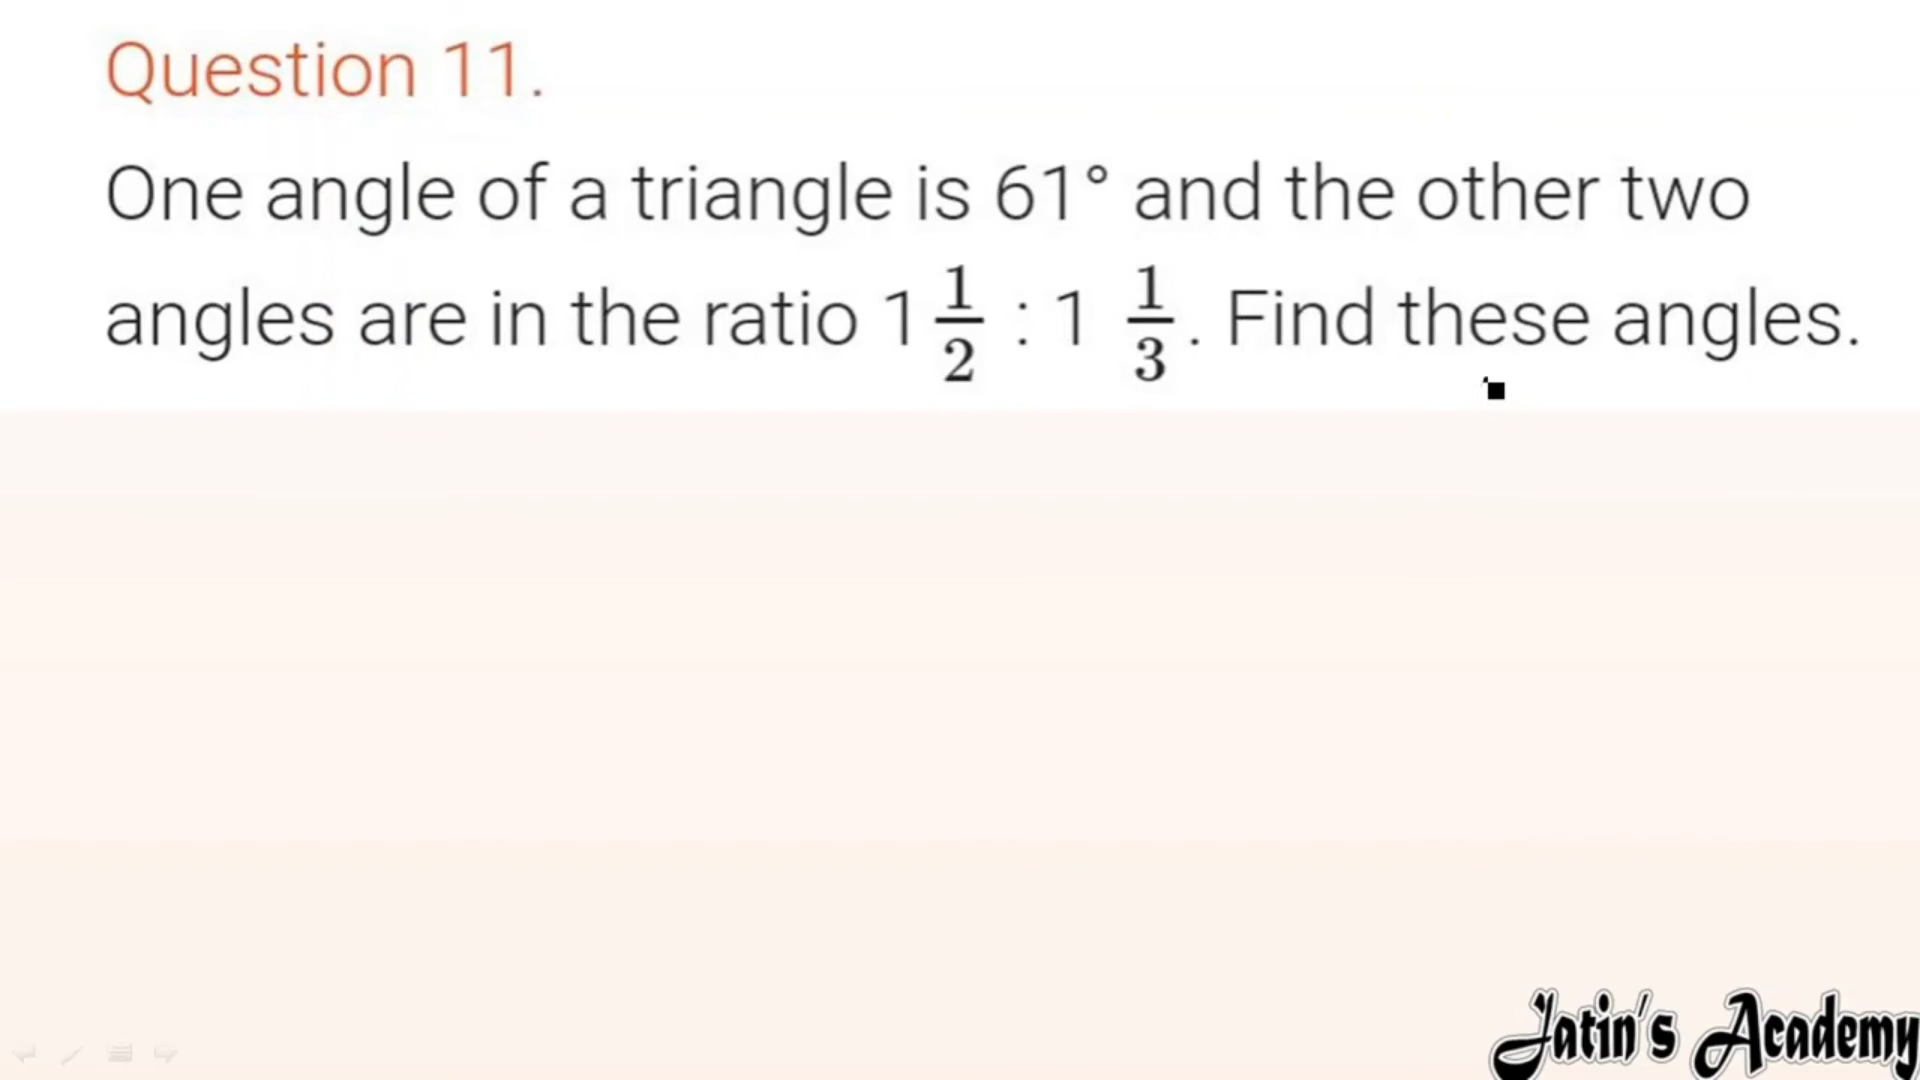 Question 11.
One angle of a triangle is 61° and the other two
angles are in the ratio 1 1/2 : 1 1/3. Find these angles.
Jatin's Academy